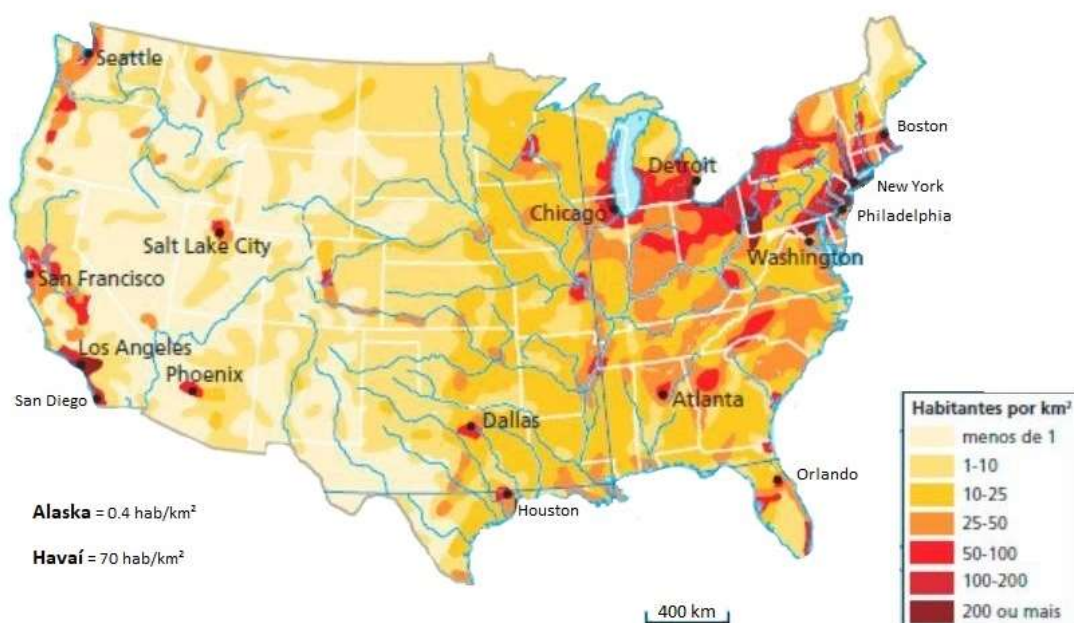 Seattle
Boston
Detroit
New York
Chicago
Philadelphia
Salt Lake City
Washington
San Francisco
Los Angeles
Phoenix
San Diego
Dallas
Atlanta
Orlando
Houston
Alaska = 0.4 hab/km²
Havaí = 70 hab/km²
400 km
Habitantes por km²
menos de 1
1-10
10-25
25-50
50-100
100-200
200 ou mais